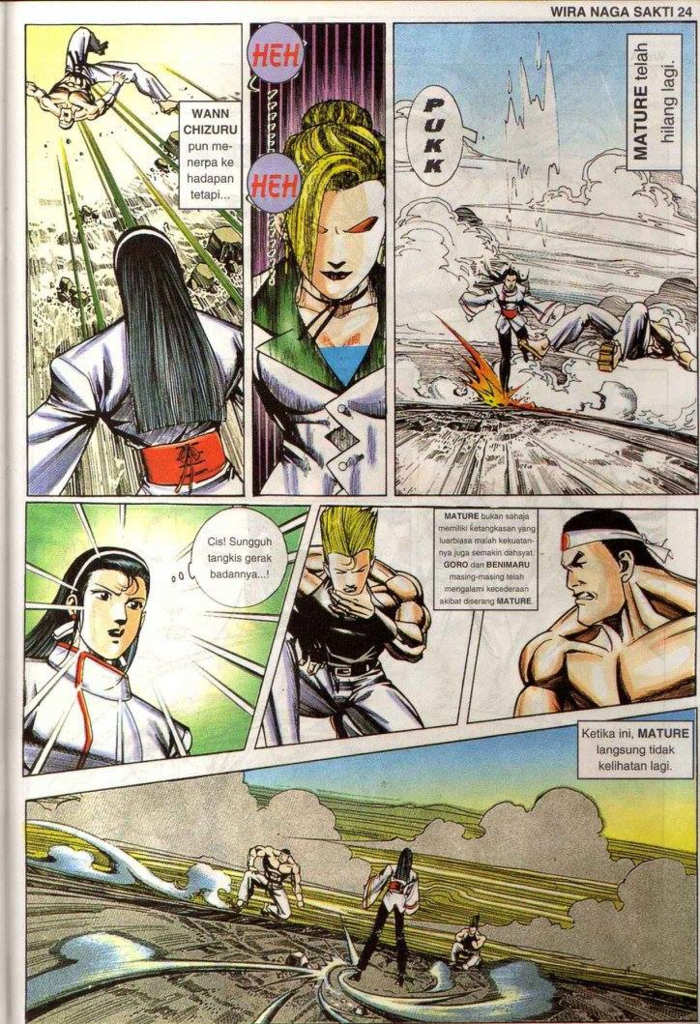 WIRA NAGA SAKTI 24
WANN
CHIZURU
pun me-
nerpa ke
hadapan
tetapi...
HEH
HEH
PUKK
MATURE telah
hilang lagi.
Cis! Sungguh
tangkis gerak
badannya...!
MATURE bukan sahaja
memiliki ketangkasan yang
luarbiasa malah kekuatan-
nya juga semakin dahsyat.
GORO dan BENIMARU
masing-masing telah
mengalami kecederaan
akibat diserang MATURE.
Ketika ini, MATURE
langsung tidak
kelihatan lagi.